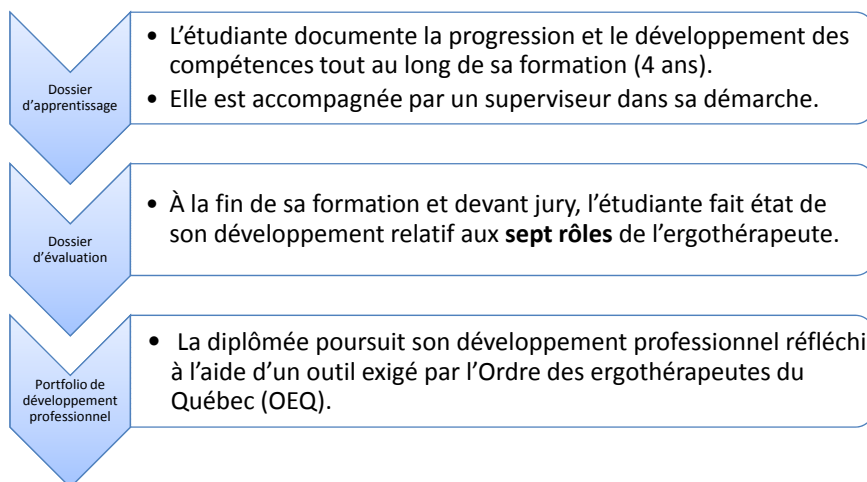 Dossier
d'apprentissage
• L'étudiante documente la progression et le développement des
compétences tout au long de sa formation (4 ans).
• Elle est accompagnée par un superviseur dans sa démarche.
Dossier
d'évaluation
• À la fin de sa formation et devant jury, l'étudiante fait état de
son développement relatif aux sept rôles de l'ergothérapeute.
Portfolio de
développement
professionnel
• La diplômée poursuit son développement professionnel réfléchi
à l'aide d'un outil exigé par l'Ordre des ergothérapeutes du
Québec (OEQ).